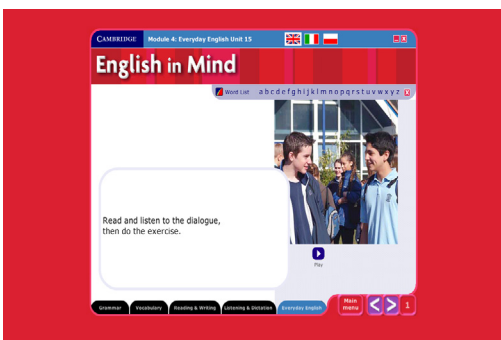 CAMBRIDGE Module 4: Everyday English Unit 15
English in Mind
Word List a b c d e f g h i j k l m n o p q r s t u v w x y z
Read and listen to the dialogue,
then do the exercise.
Play
Grammar Vocabulary Reading & Writing Listening & Dictation Everyday English Main menu < > 1